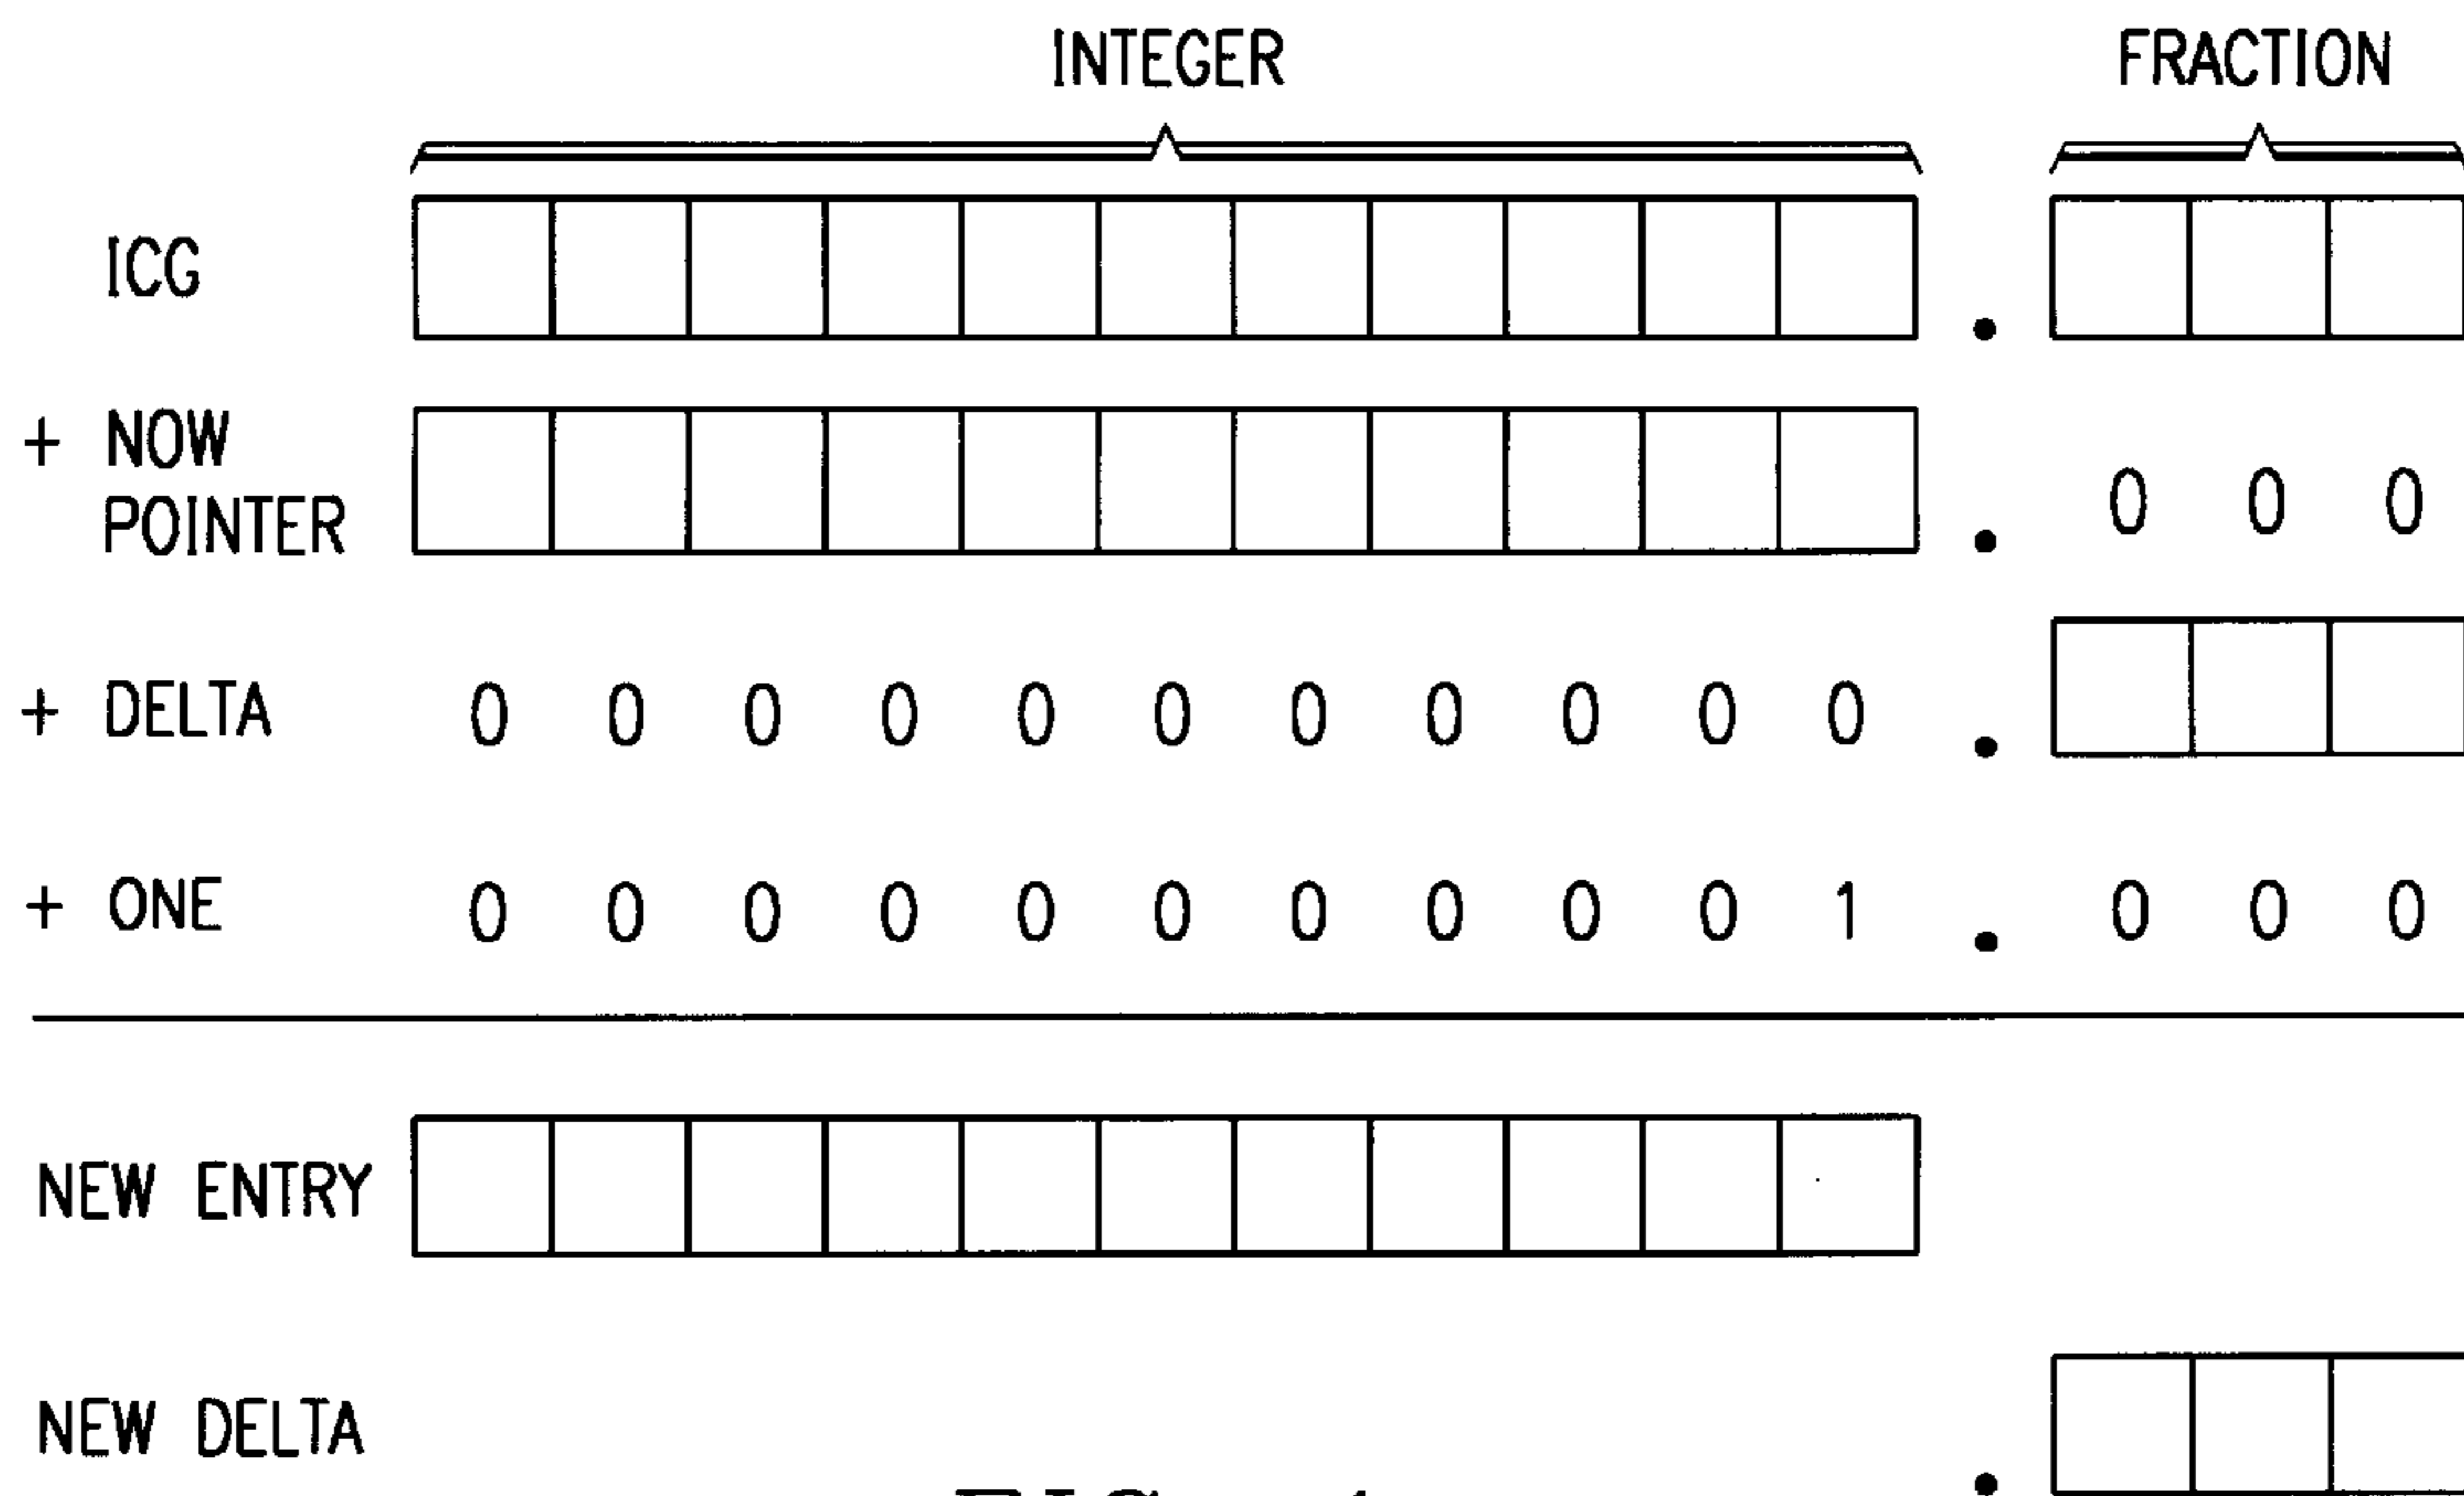 INTEGER FRACTION
ICG .
+ NOW
POINTER . 0 0 0
+ DELTA 0 0 0 0 0 0 0 0 0 0 0 .
+ ONE 0 0 0 0 0 0 0 0 0 0 1 . 0 0 0
NEW ENTRY
NEW DELTA .